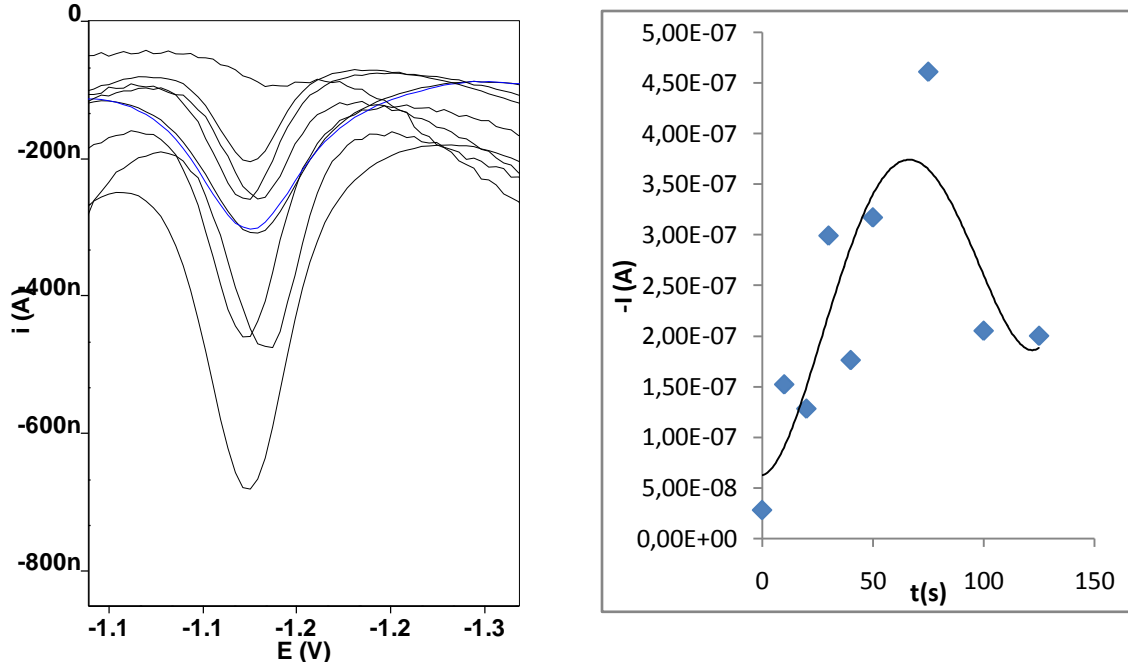 0
-200n
-400n
-600n
-800n
i (A)
-1.1
-1.1
-1.2
-1.2
-1.3
E (V)
5,00E-07
4,50E-07
4,00E-07
3,50E-07
3,00E-07
2,50E-07
2,00E-07
1,50E-07
1,00E-07
5,00E-08
0,00E+00
-I (A)
0
50
100
150
t(s)